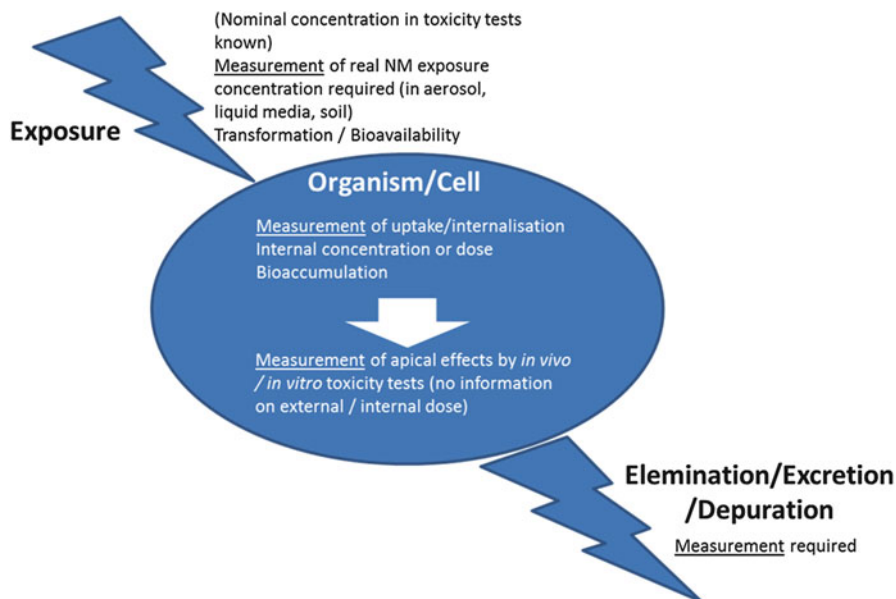 (Nominal concentration in toxicity tests
known)
Measurement of real NM exposure
concentration required (in aerosol,
liquid media, soil)
Transformation / Bioavailability
Exposure
Organism/Cell
Measurement of uptake/internalisation
Internal concentration or dose
Bioaccumulation
Measurement of apical effects by in vivo
/ in vitro toxicity tests (no information
on external / internal dose)
Elemination/Excretion
/Depuration
Measurement required